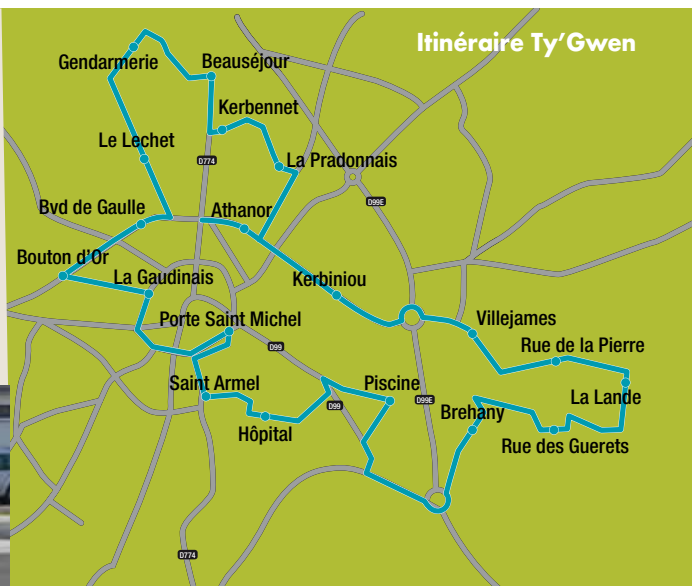 Itinéraire Ty'Gwen
Gendarmerie
Beauséjour
Kerbennet
Le Lechet
La Pradonnais
D774
D99E
Bvd de Gaulle
Athanor
Bouton d'Or
La Gaudinais
Kerbiniou
Porte Saint Michel
Villejames
D99
Rue de la Pierre
Saint Armel
Piscine
D99E
La Lande
D99
Brehany
Hôpital
Rue des Guerets
D774